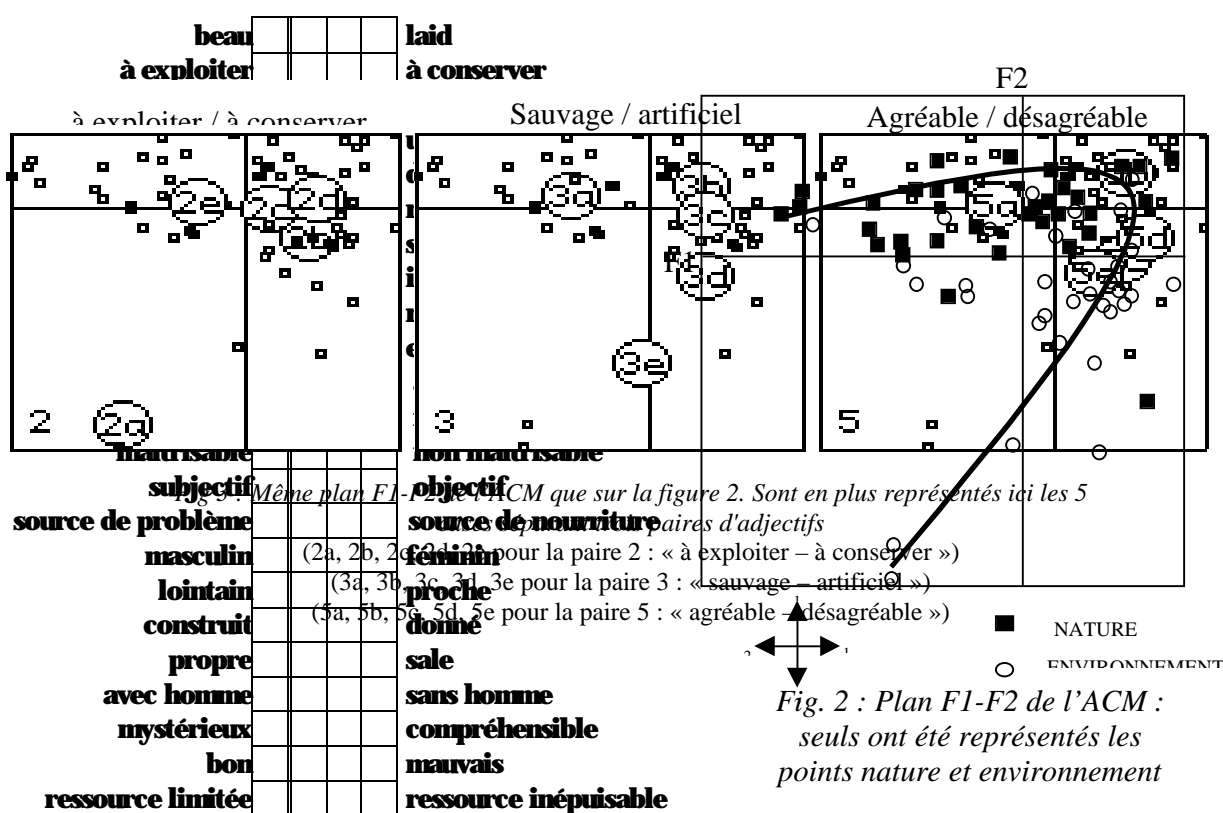 beau laid
à exploiter à conserver
F2
à exploiter / à conserver
Sauvage / artificiel
Agréable / désagréable
2e 2d
3a 3c
5a
F1
3d
3e
2 2a 3 5
maîtrisable non maîtrisable
subjectif objectif
Même plan F1-F2 de l'ACM que sur la figure 2. Sont en plus représentés ici les 5
paires d'adjectifs
source de problème source de nourriture
masculin féminin
(2a, 2b, 2c, 2d, 2e pour la paire 2 : « à exploiter – à conserver »)
lointain proche
(3a, 3b, 3c, 3d, 3e pour la paire 3 : « sauvage – artificiel »)
construit donné
(5a, 5b, 5c, 5d, 5e pour la paire 5 : « agréable – désagréable »)
propre sale
avec homme sans homme
mystérieux compréhensible
bon mauvais
ressource limitée ressource inépuisable
NATURE
ENVIRONNEMENT
Fig. 2 : Plan F1-F2 de l'ACM :
seuls ont été représentés les
points nature et environnement